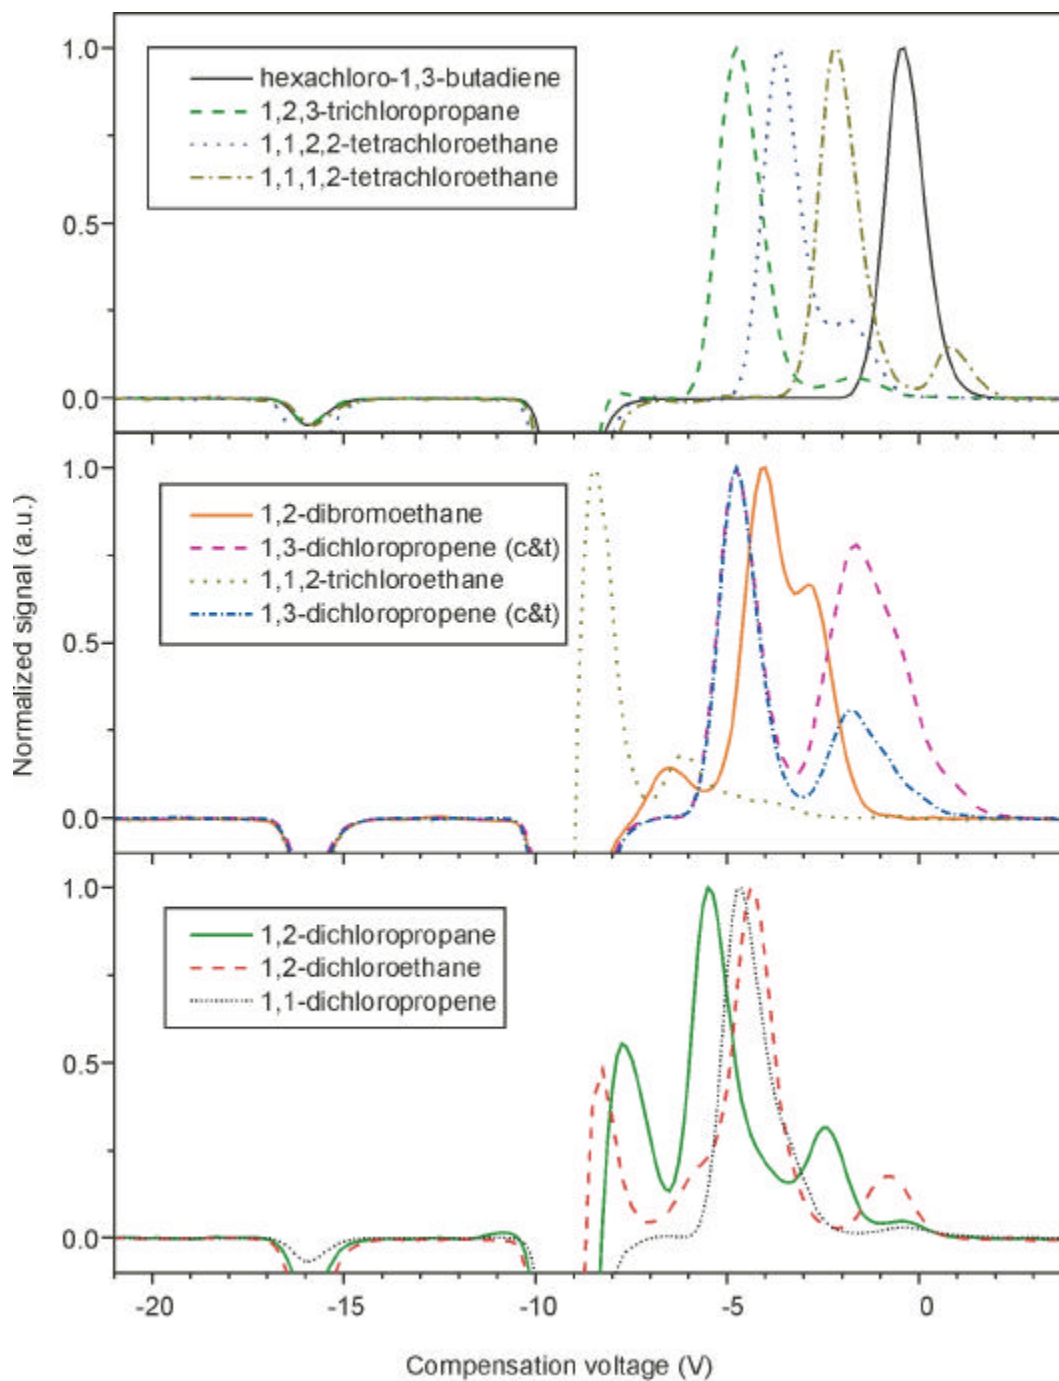 1.0
hexachloro-1,3-butadiene
1,2,3-trichloropropane
1,1,2,2-tetrachloroethane
1,1,1,2-tetrachloroethane
0.5
0.0
1.0
1,2-dibromoethane
1,3-dichloropropene (c&t)
1,1,2-trichloroethane
1,3-dichloropropene (c&t)
0.5
0.0
Normalized signal (a.u.)
1.0
1,2-dichloropropane
1,2-dichloroethane
1,1-dichloropropene
0.5
0.0
-20 -15 -10 -5 0
Compensation voltage (V)